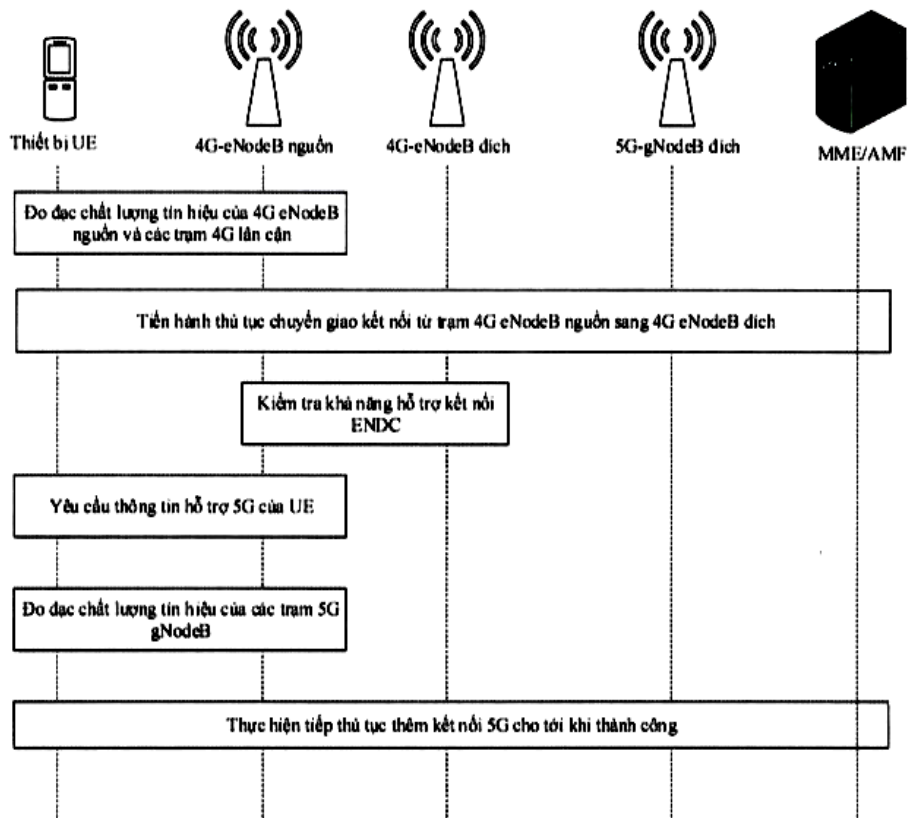 Thiết bị UE
4G-eNodeB nguồn
4G-eNodeB đích
5G-gNodeB đích
MME/AMF
Đo đạc chất lượng tín hiệu của 4G eNodeB
nguồn và các trạm 4G lân cận
Tiến hành thủ tục chuyển giao kết nối từ trạm 4G eNodeB nguồn sang 4G eNodeB đích
Kiểm tra khả năng hỗ trợ kết nối
ENDC
Yêu cầu thông tin hỗ trợ 5G của UE
Đo đạc chất lượng tín hiệu của các trạm 5G
gNodeB
Thực hiện tiếp thủ tục thêm kết nối 5G cho tới khi thành công